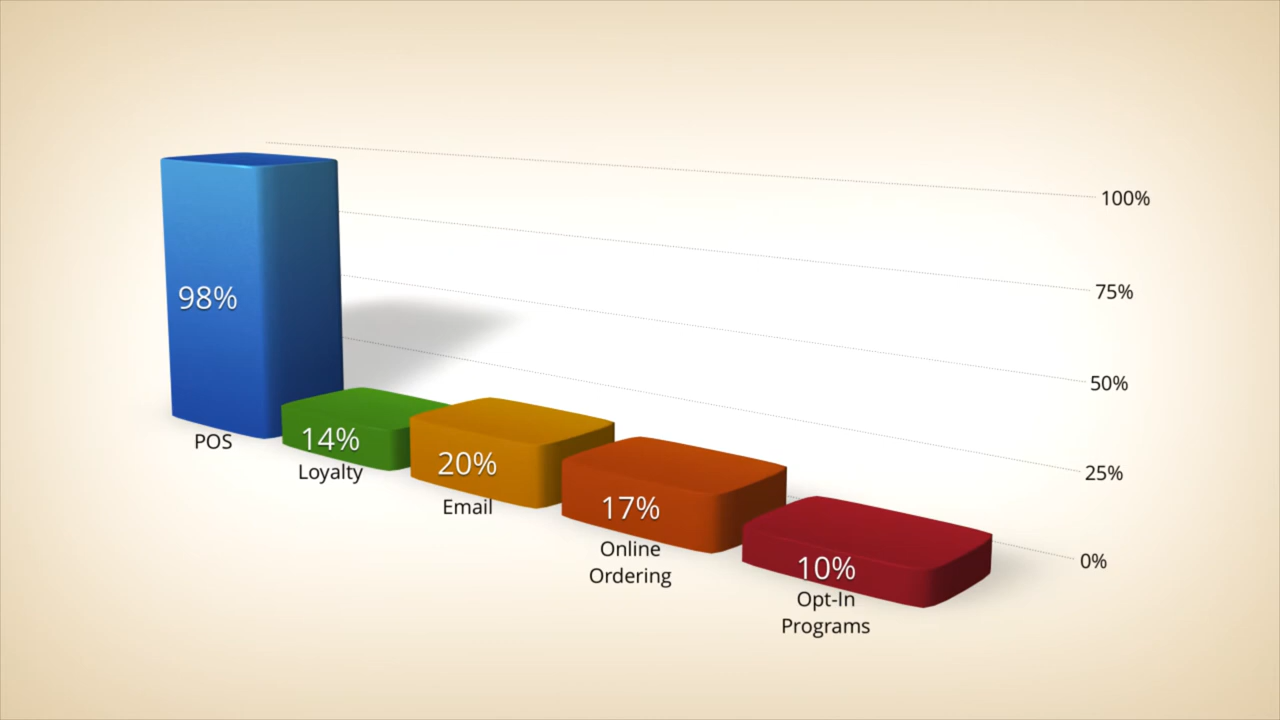 98%
POS
14%
Loyalty
20%
Email
17%
Online
Ordering
10%
Opt-In
Programs
100%
75%
50%
25%
0%